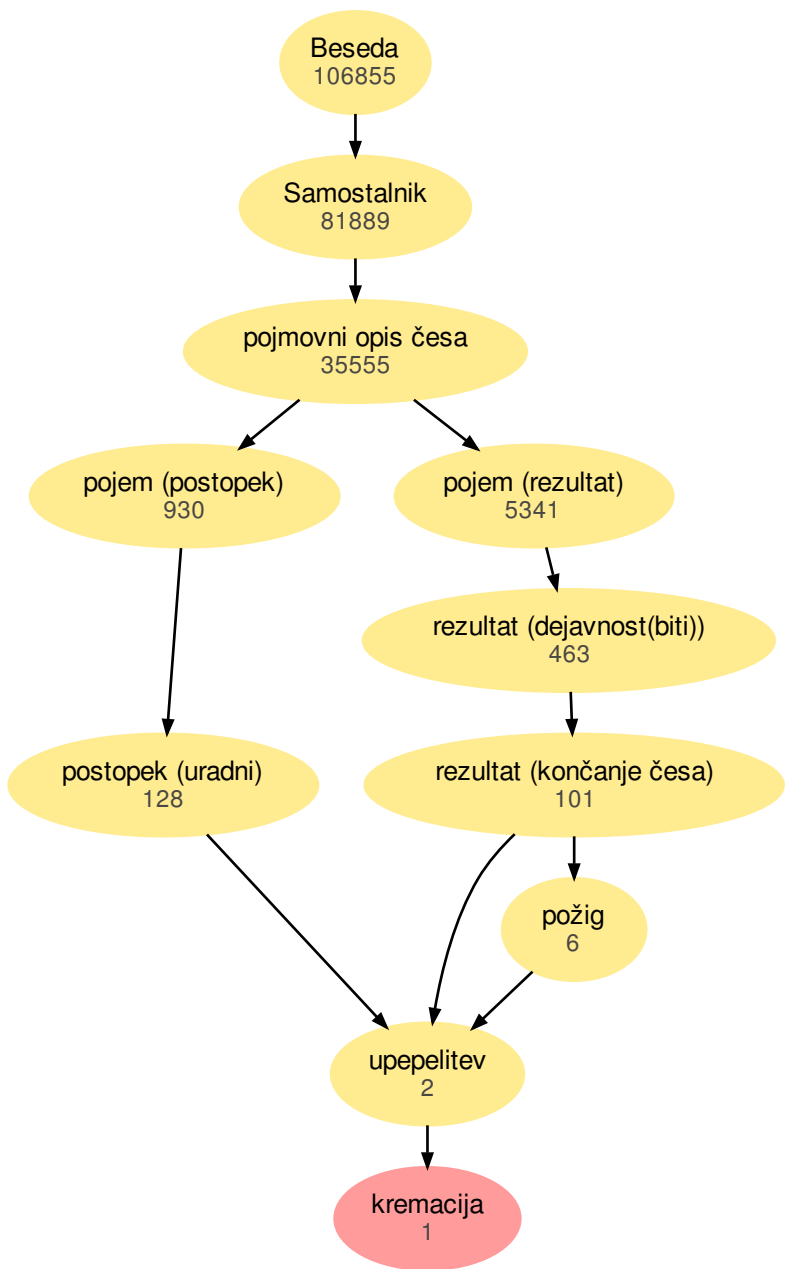 Beseda
106855
Samostalnik
81889
pojmovni opis česa
35555
pojem (postopek)
930
pojem (rezultat)
5341
rezultat (dejavnost(biti))
463
postopek (uradni)
128
rezultat (končanje česa)
101
požig
6
upepelitev
2
kremacija
1